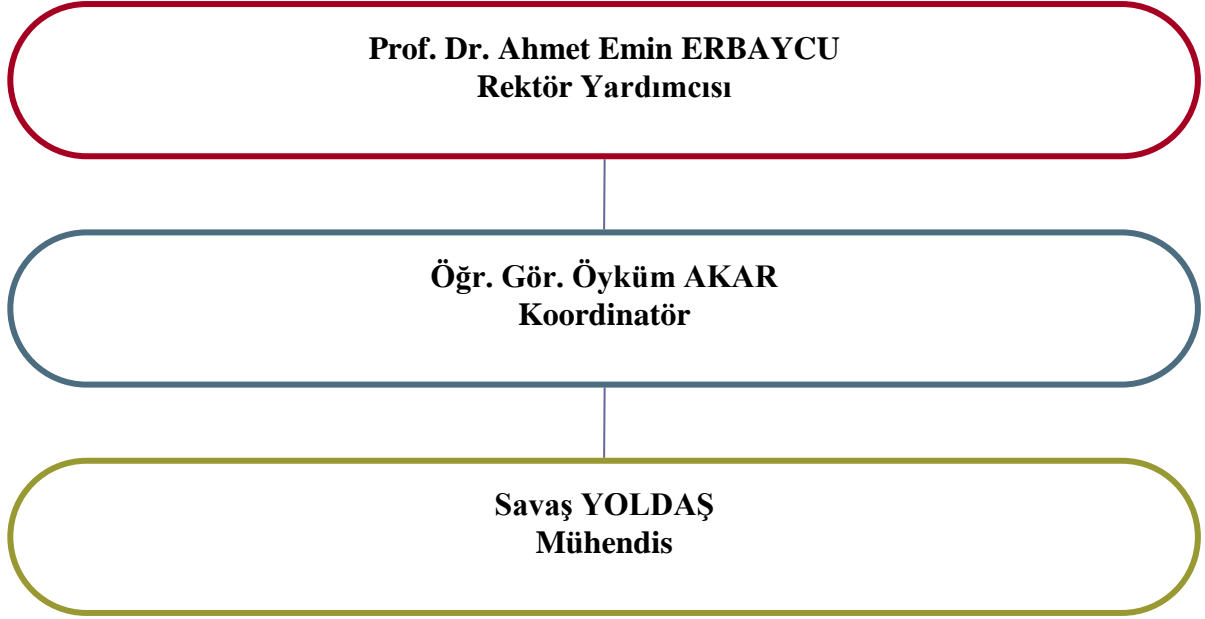 Prof. Dr. Ahmet Emin ERBAYCU
Rektör Yardımcısı
Öğr. Gör. Öyküm AKAR
Koordinatör
Savaş YOLDAŞ
Mühendis